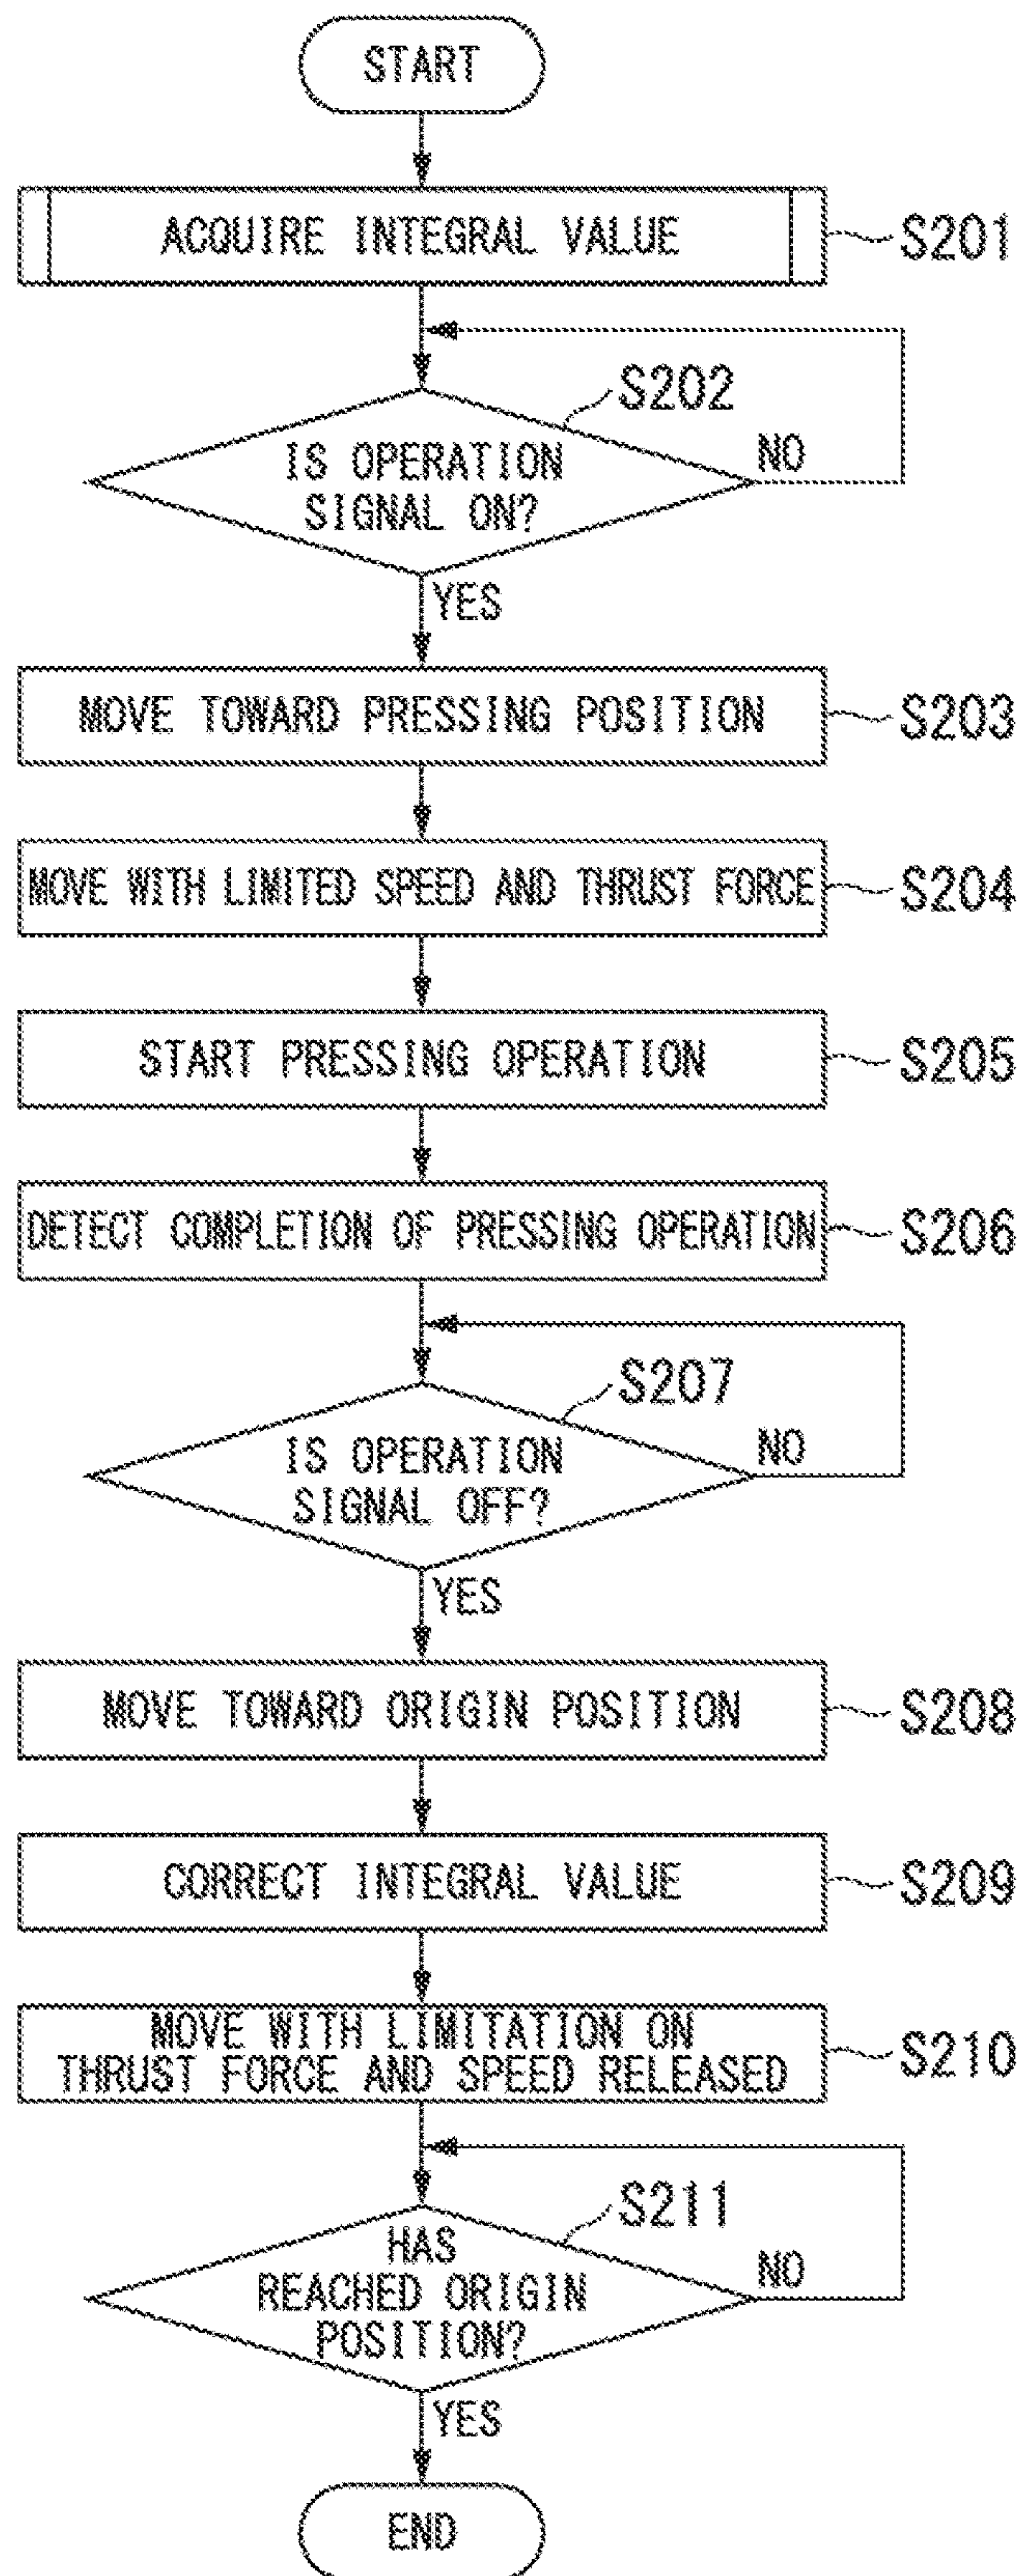 START
ACQUIRE INTEGRAL VALUE
S201
S202
IS OPERATION
SIGNAL ON?
NO
YES
MOVE TOWARD PRESSING POSITION
S203
MOVE WITH LIMITED SPEED AND THRUST FORCE
S204
START PRESSING OPERATION
S205
DETECT COMPLETION OF PRESSING OPERATION
S206
S207
IS OPERATION
SIGNAL OFF?
NO
YES
MOVE TOWARD ORIGIN POSITION
S208
CORRECT INTEGRAL VALUE
S209
MOVE WITH LIMITATION ON
THRUST FORCE AND SPEED RELEASED
S210
S211
HAS
REACHED ORIGIN
POSITION?
NO
YES
END